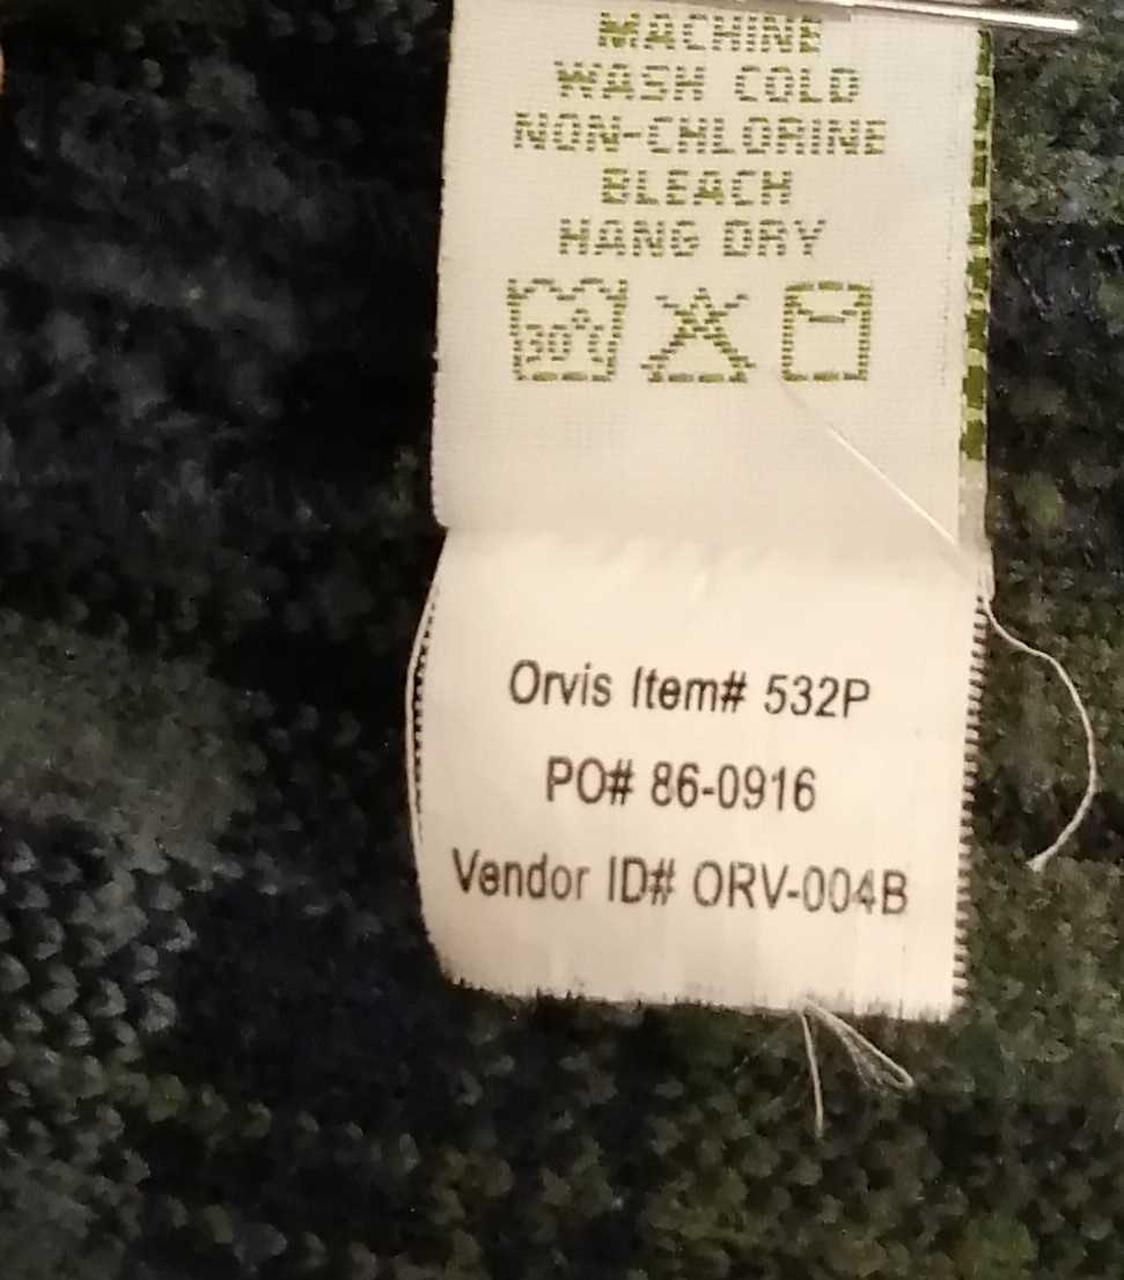 MACHINE
WASH COLD
NON-CHLORINE
BLEACH
HANG DRY
30°C
Orvis Item# 532P
PO# 86-0916
Vendor ID# ORV-004B